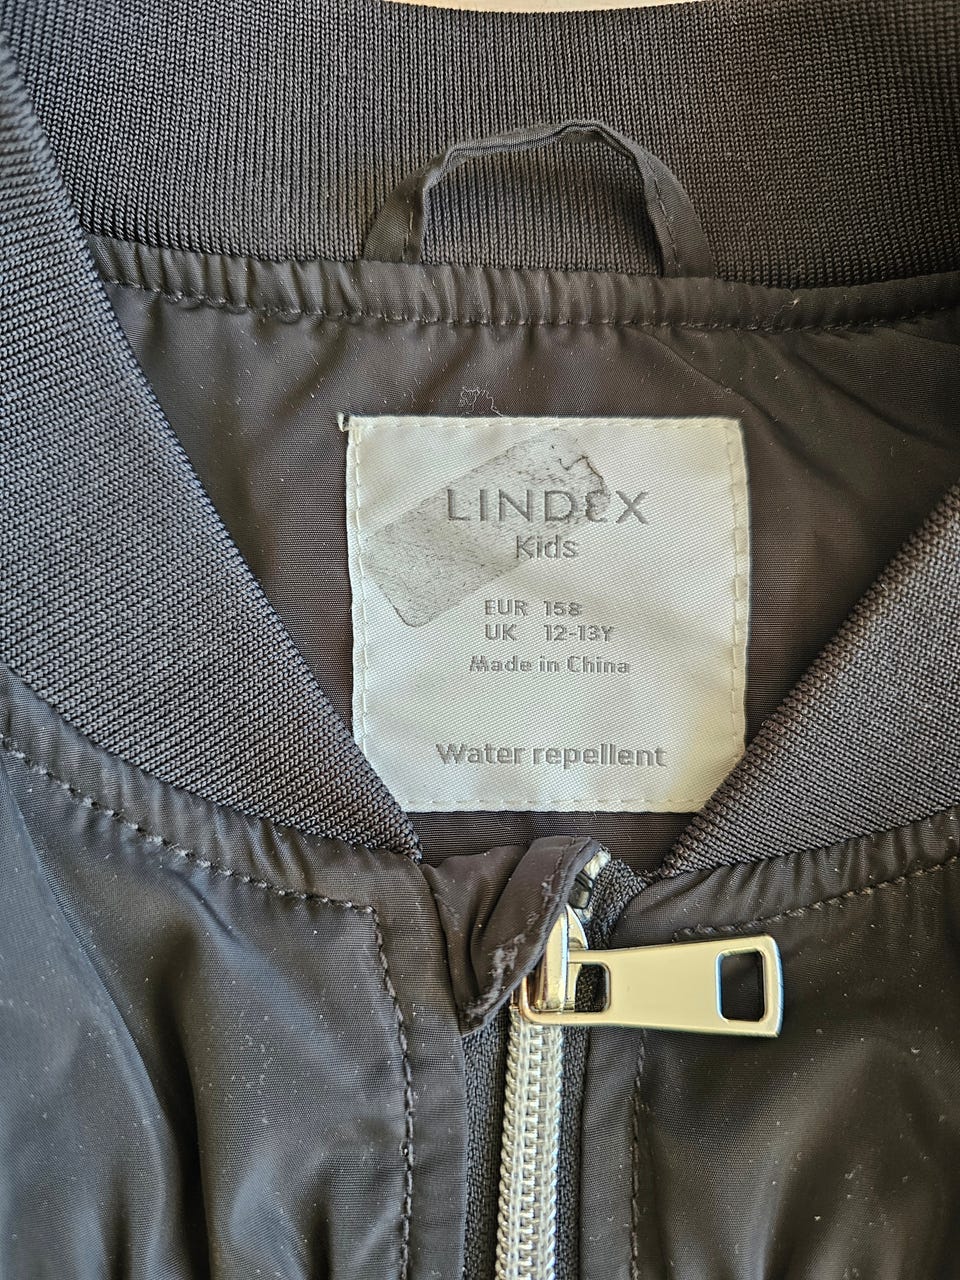 LINDEX
Kids
EUR 158
UK 12-13Y
Made in China
Water repellent